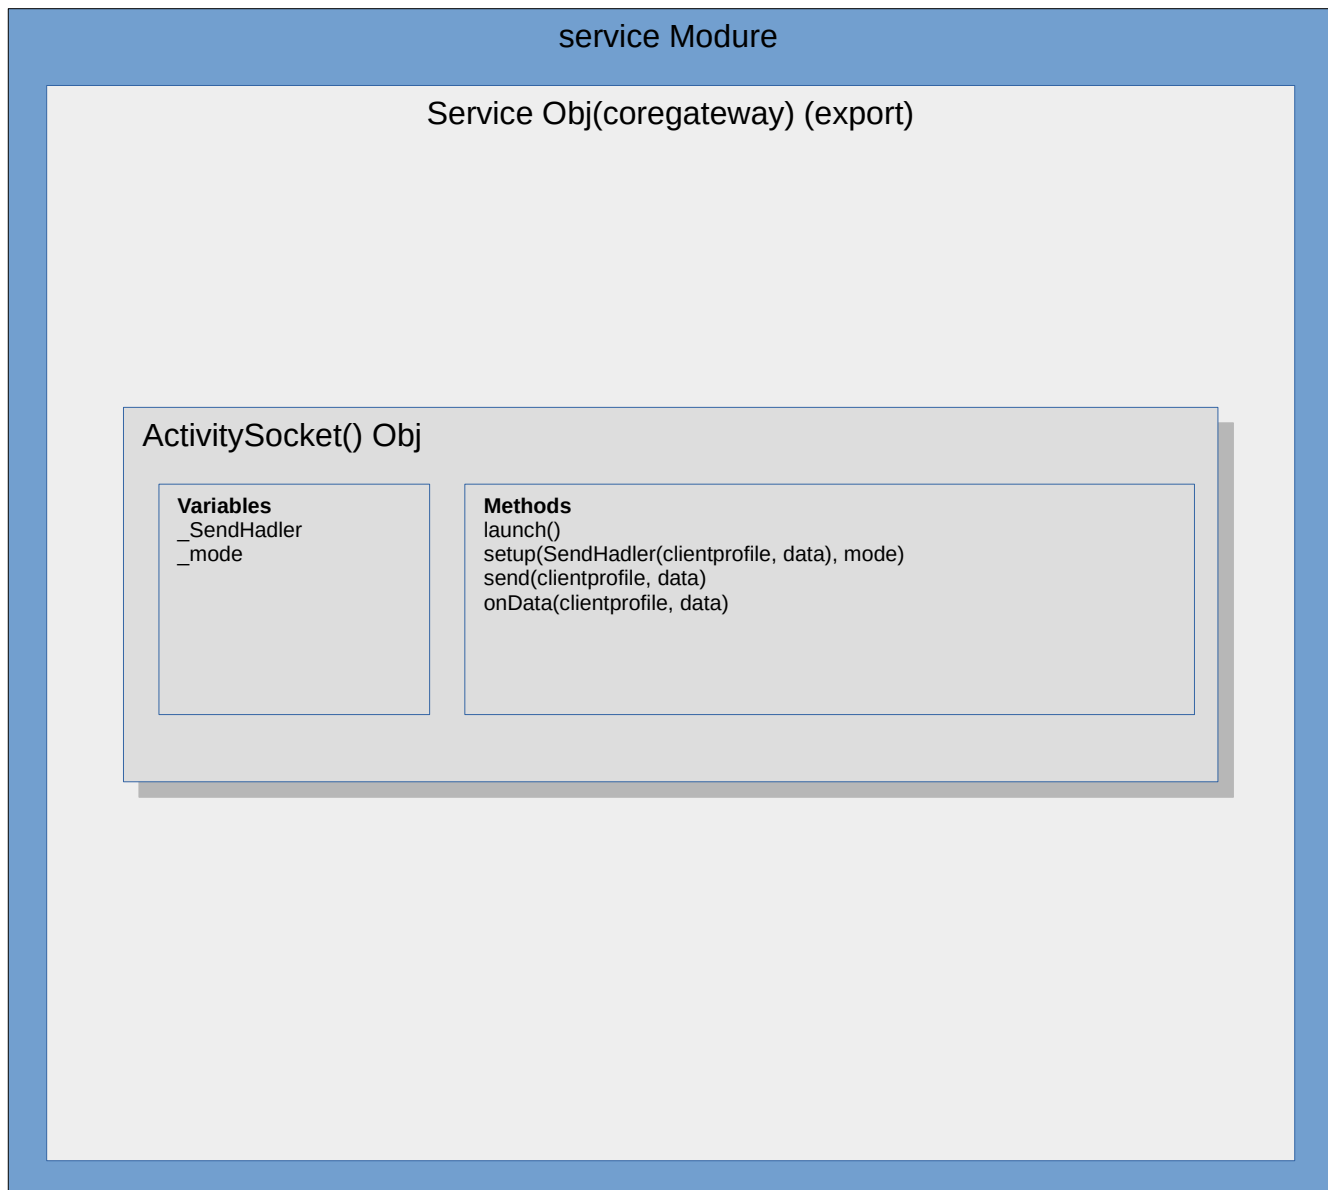 service Modure
Service Obj(coregateway) (export)
ActivitySocket() Obj
Variables
_SendHadler
_mode
Methods
launch()
setup(SendHadler(clientprofile, data), mode)
send(clientprofile, data)
onData(clientprofile, data)